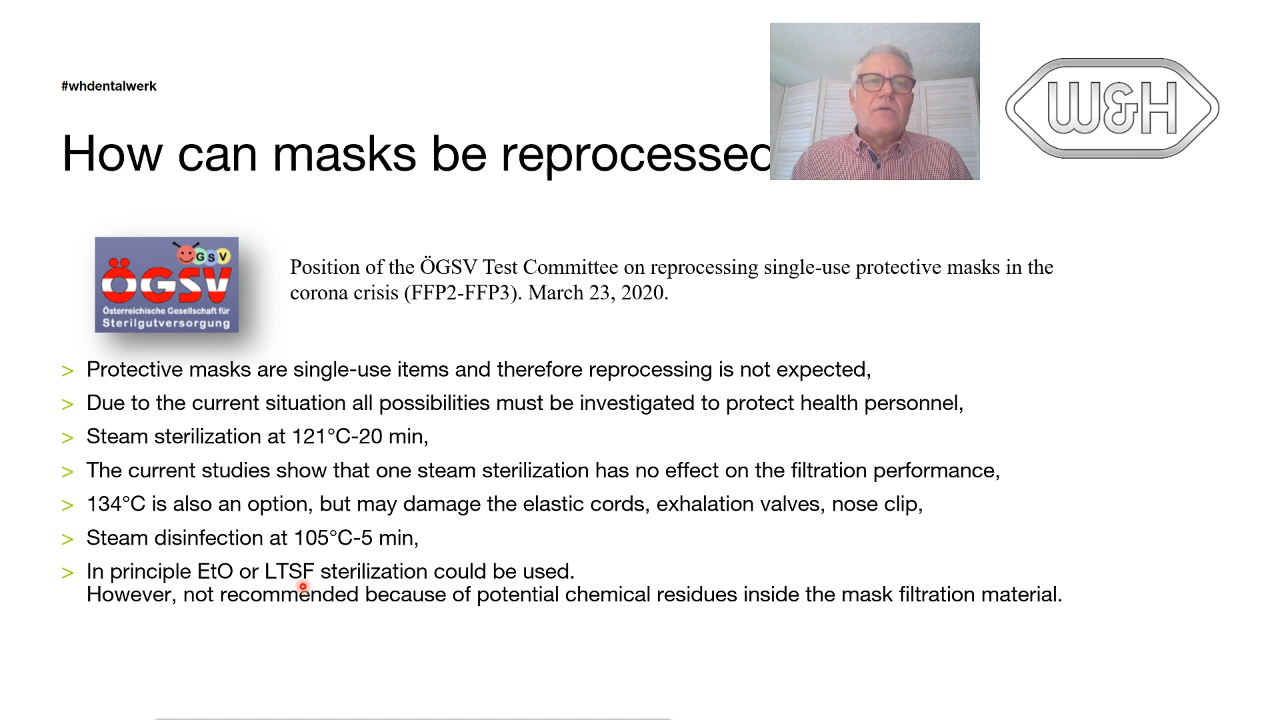 #whdentalwerk
W&H
How can masks be reprocessed
ÖGSV
ÖGSV
Österreichische Gesellschaft für
Sterilgutversorgung
Position of the ÖGSV Test Committee on reprocessing single-use protective masks in the
corona crisis (FFP2-FFP3). March 23, 2020.
> Protective masks are single-use items and therefore reprocessing is not expected,
> Due to the current situation all possibilities must be investigated to protect health personnel,
> Steam sterilization at 121°C-20 min,
> The current studies show that one steam sterilization has no effect on the filtration performance,
> 134°C is also an option, but may damage the elastic cords, exhalation valves, nose clip,
> Steam disinfection at 105°C-5 min,
> In principle EtO or LTSF sterilization could be used.
However, not recommended because of potential chemical residues inside the mask filtration material.